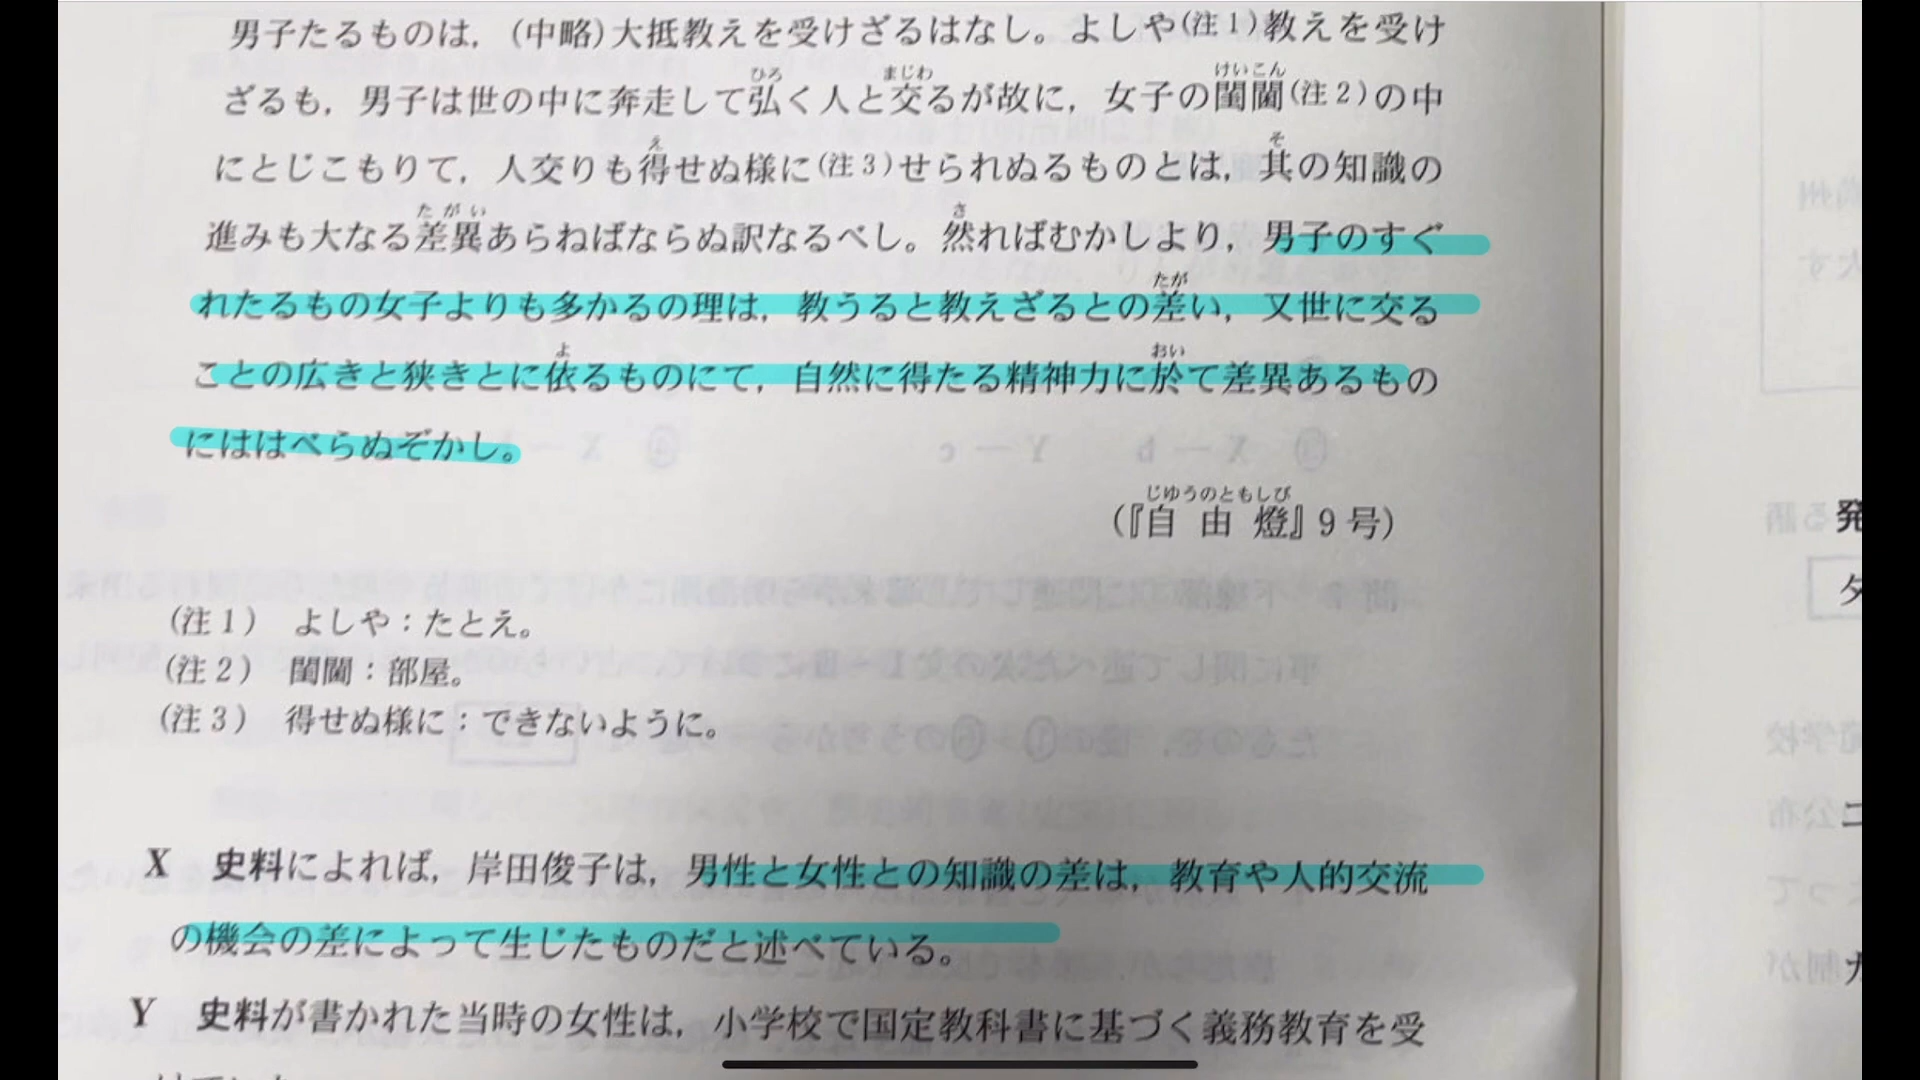 男子たるものは，(中略)大抵教えを受けざるはなし。よしや(注1)教えを受け
ざるも，男子は世の中に奔走して弘く人と交るが故に，女子の閨閫(注2)の中
にとじこもりて，人交りも得せぬ様に(注3)せられぬるものとは，其の知識の
進みも大なる差異あらねばならぬ訳なるべし。然ればむかしより，男子のすぐ
れたるもの女子よりも多かるの理は，教うると教えざるとの差い，又世に交る
ことの広きと狭きとに依るものにて，自然に得たる精神力に於て差異あるもの
にははべらぬぞかし。
(『自由燈』9号)
(注1) よしや：たとえ。
(注2) 閨閫：部屋。
(注3) 得せぬ様に：できないように。
X 史料によれば，岸田俊子は，男性と女性との知識の差は，教育や人的交流
の機会の差によって生じたものだと述べている。
Y 史料が書かれた当時の女性は，小学校で国定教科書に基づく義務教育を受